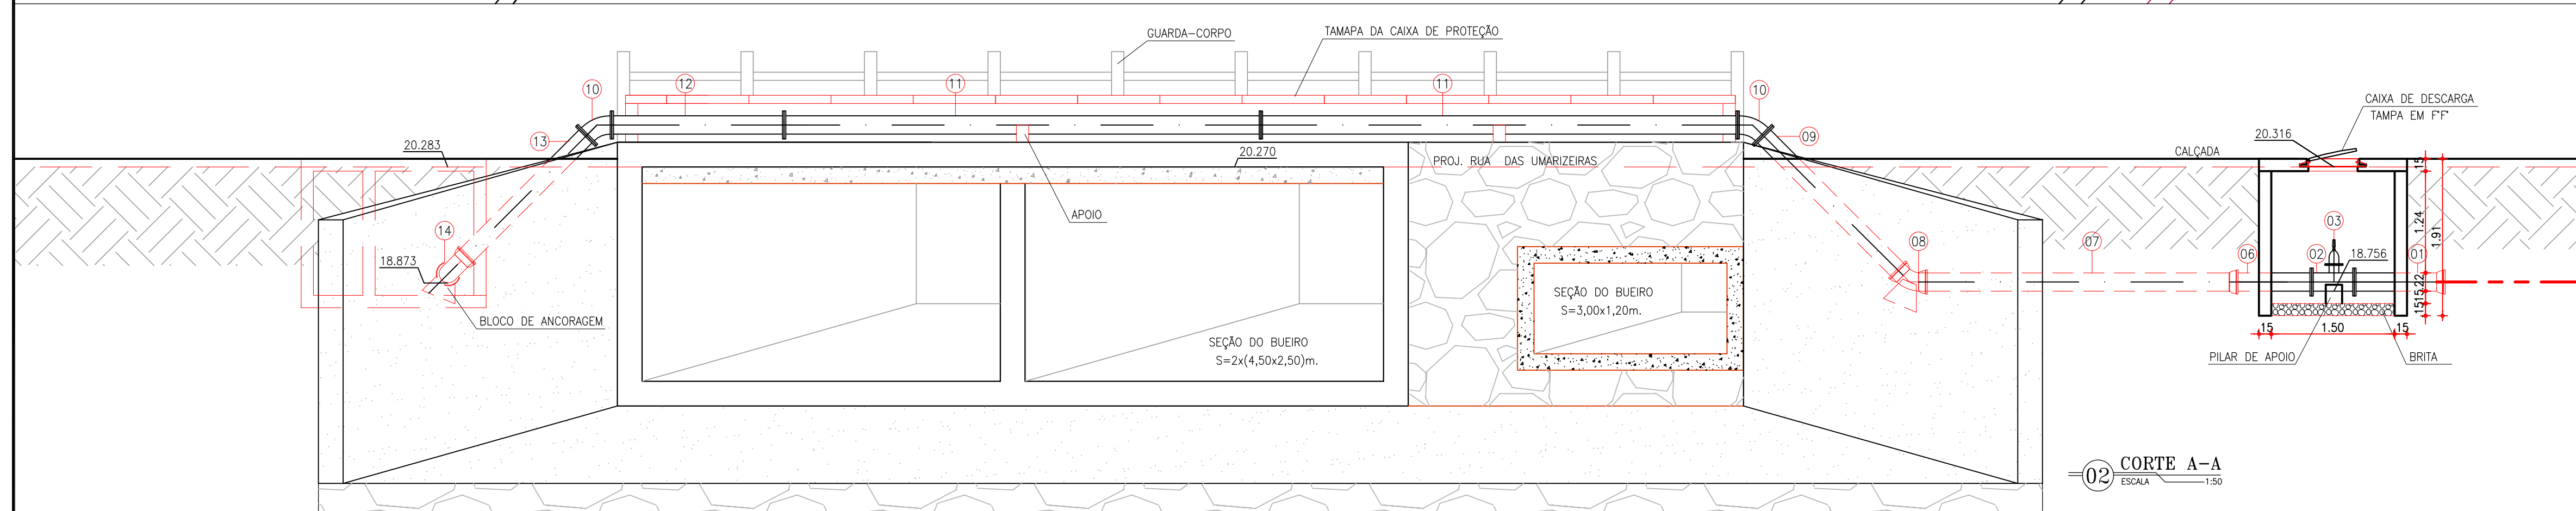 GUARDA-CORPO
TAMAPA DA CAIXA DE PROTEÇÃO
10
12
11
11
10
CAIXA DE DESCARGA
TAMPA EM F°F°
13
09
20.283
20.270
20.316
CALÇADA
PROJ. RUA DAS UMARIZEIRAS
15
APOIO
14
03
1.24
1.91
18.873
08
07
06
02
18.756
01
BLOCO DE ANCORAGEM
SEÇÃO DO BUEIRO
S=3,00x1,20m.
22
15
15
SEÇÃO DO BUEIRO
S=2x(4,50x2,50)m.
15
1.50
15
PILAR DE APOIO
BRITA
02
CORTE A-A
ESCALA
1:50